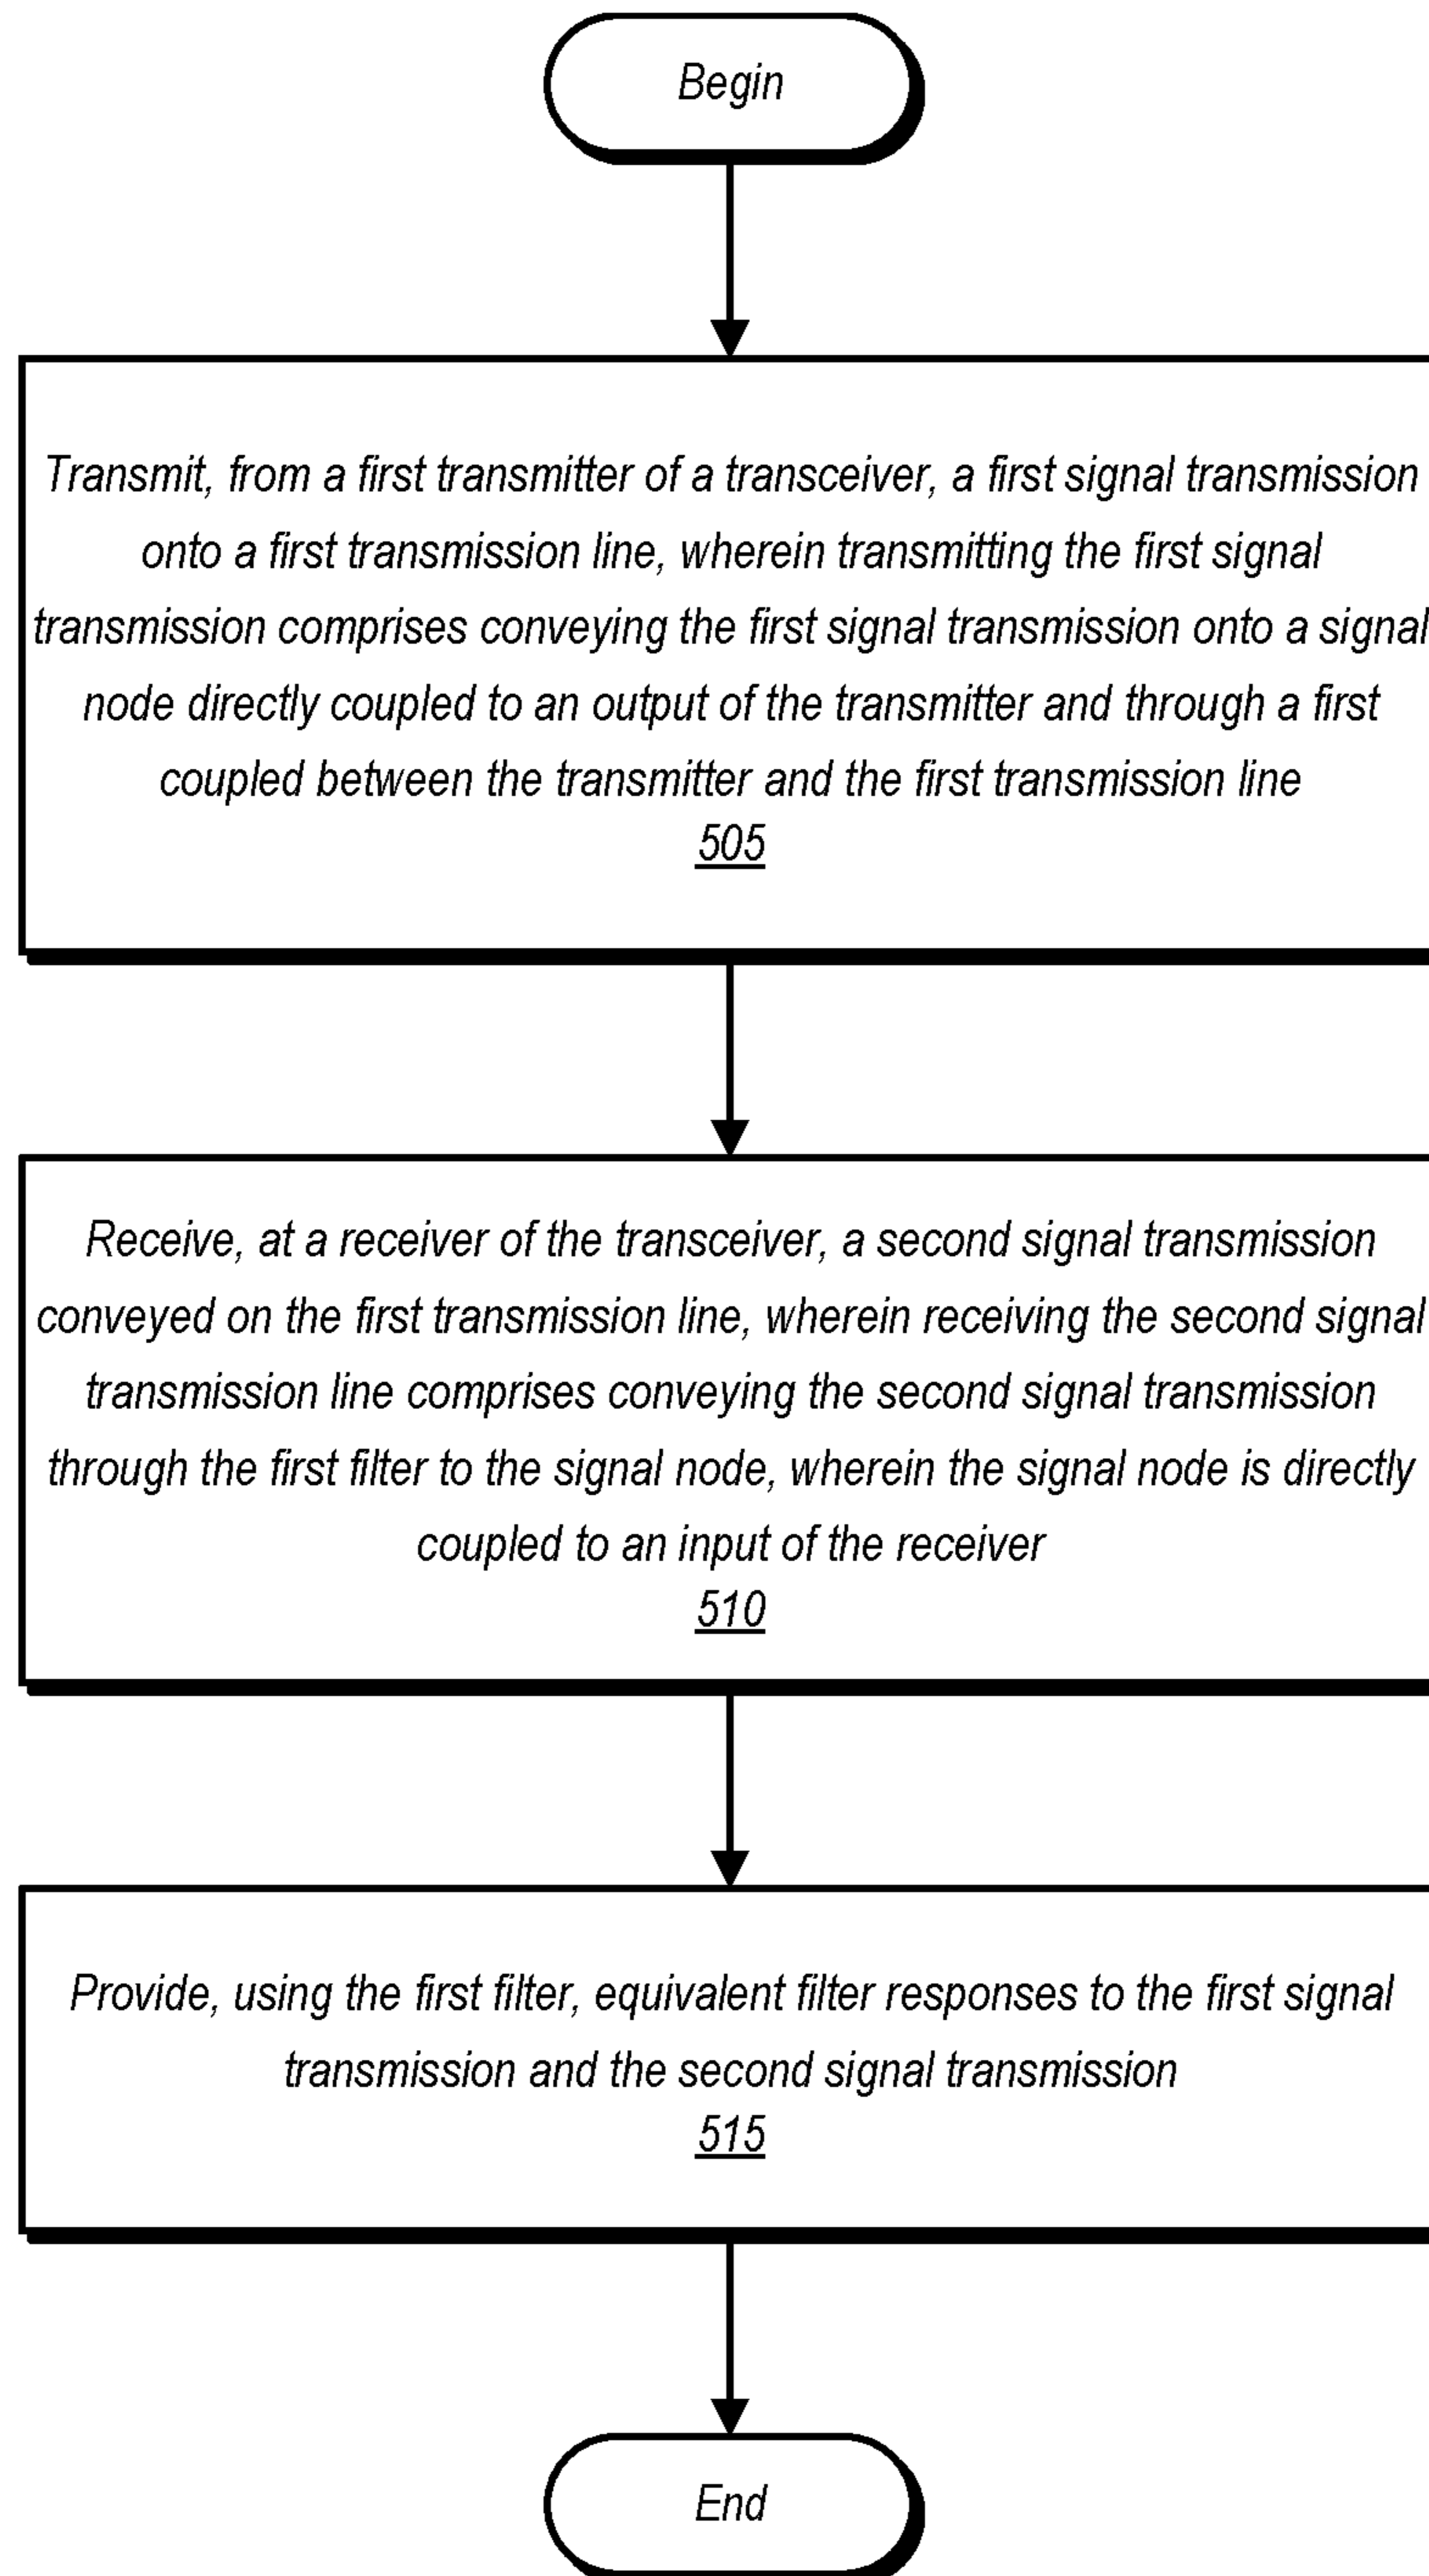 Begin
Transmit, from a first transmitter of a transceiver, a first signal transmission
onto a first transmission line, wherein transmitting the first signal
transmission comprises conveying the first signal transmission onto a signal
node directly coupled to an output of the transmitter and through a first
coupled between the transmitter and the first transmission line
505
Receive, at a receiver of the transceiver, a second signal transmission
conveyed on the first transmission line, wherein receiving the second signal
transmission line comprises conveying the second signal transmission
through the first filter to the signal node, wherein the signal node is directly
coupled to an input of the receiver
510
Provide, using the first filter, equivalent filter responses to the first signal
transmission and the second signal transmission
515
End